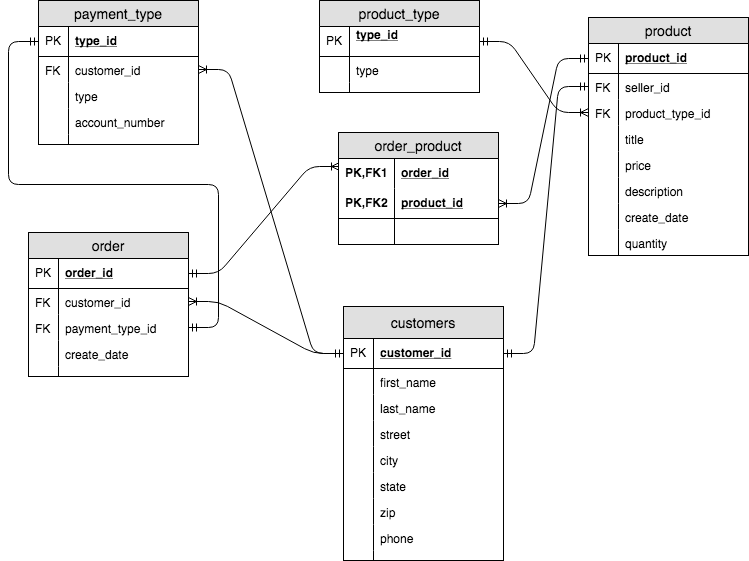 payment_type
PK type_id
FK customer_id
type
account_number
product_type
PK type_id
type
product
PK product_id
FK seller_id
FK product_type_id
title
price
description
create_date
quantity
order_product
PK,FK1 order_id
PK,FK2 product_id
order
PK order_id
FK customer_id
FK payment_type_id
create_date
customers
PK customer_id
first_name
last_name
street
city
state
zip
phone